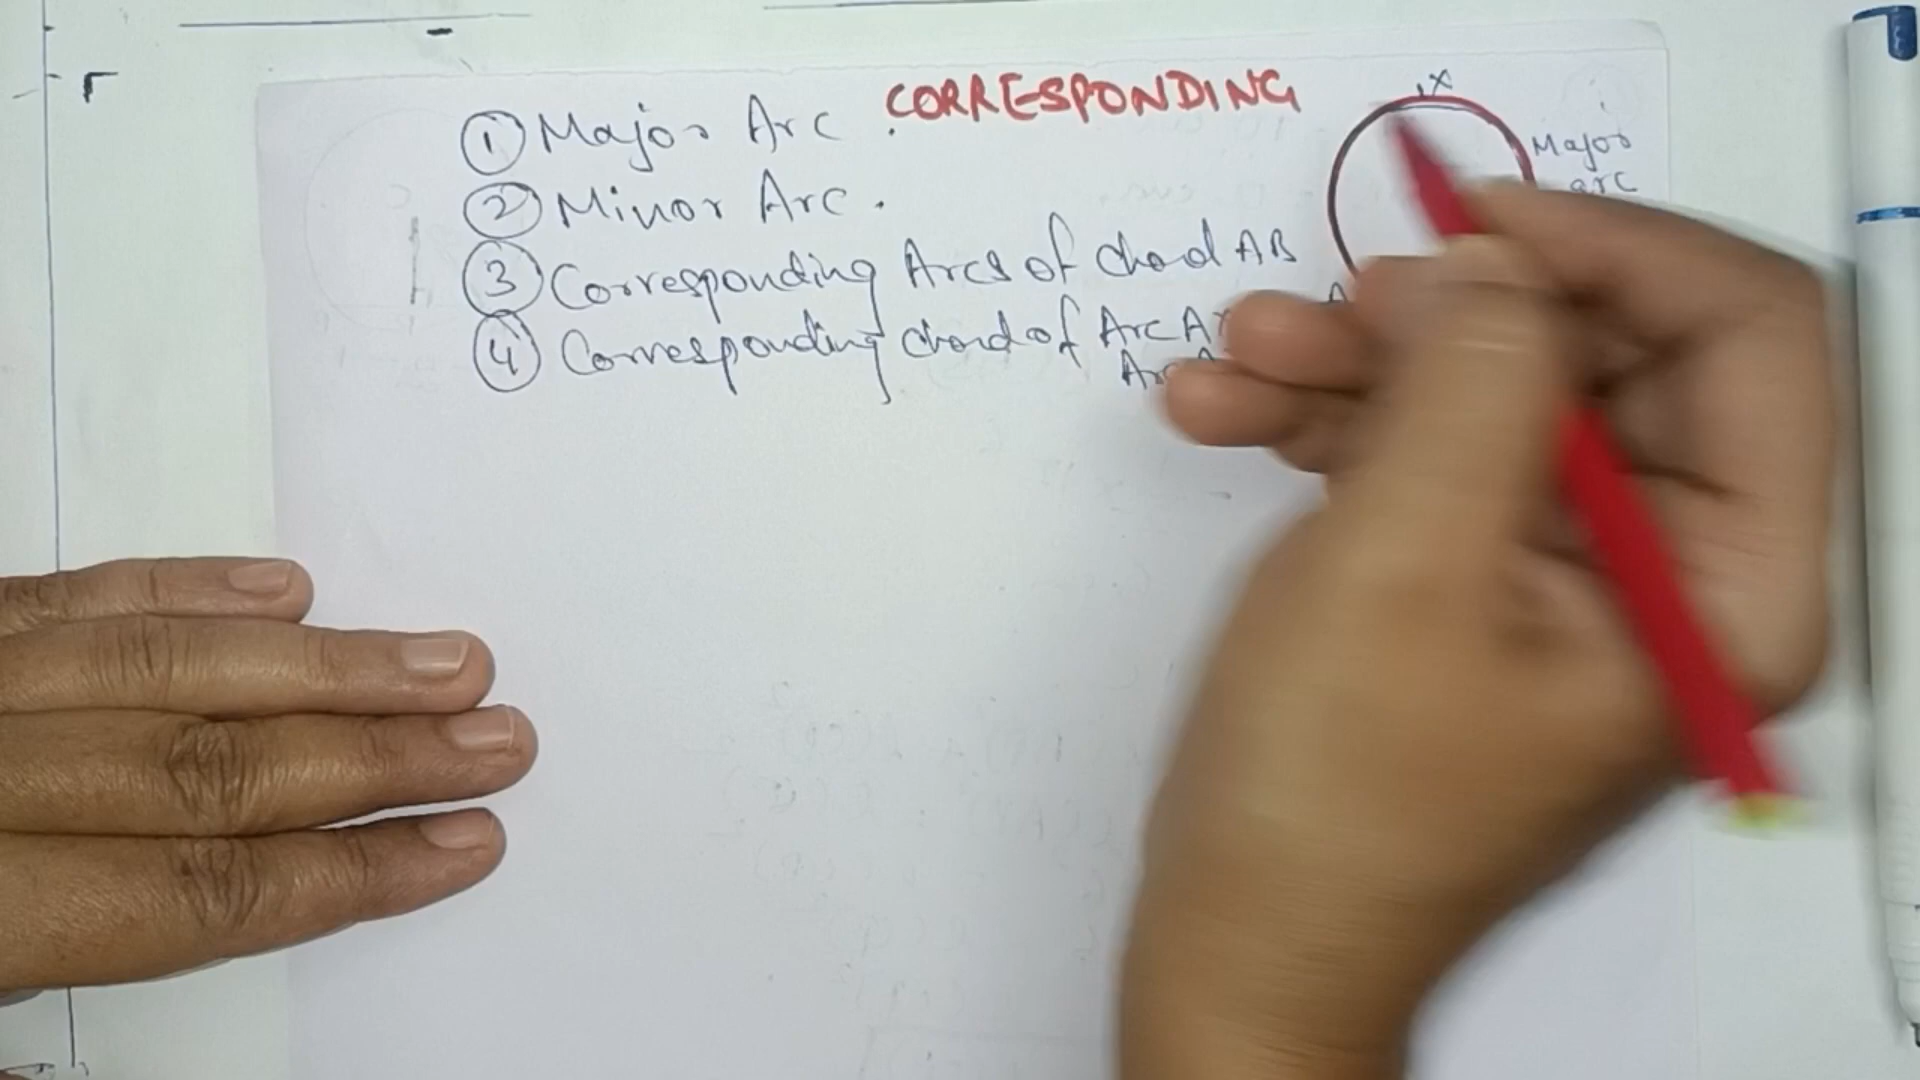 CORRESPONDING
① Major Arc .
② Minor Arc .
③ Corresponding Arcs of chord AB
④ Corresponding chord of Arc
Arc
X
Major
arc
A